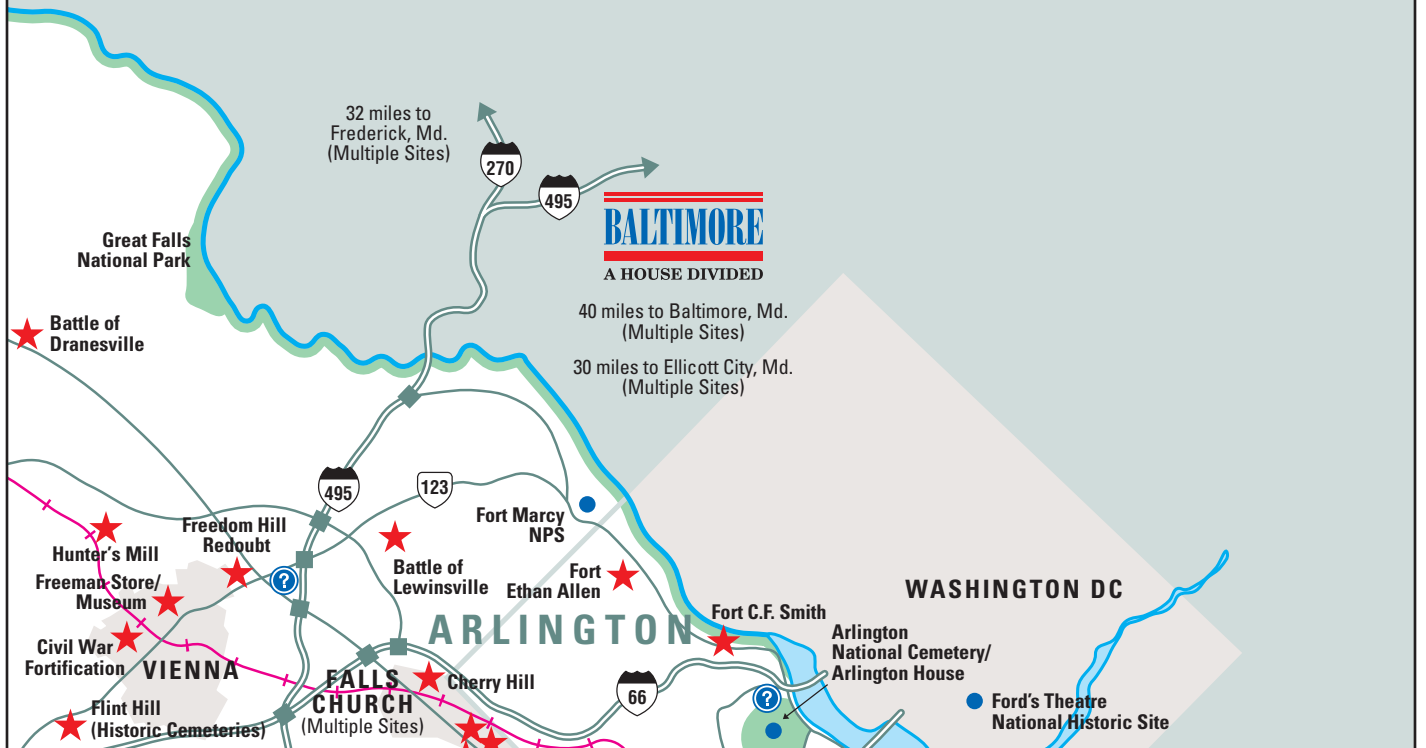 32 miles to
Frederick, Md.
(Multiple Sites)
270
495
BALTIMORE
A HOUSE DIVIDED
Great Falls
National Park
40 miles to Baltimore, Md.
(Multiple Sites)
Battle of
Dranesville
30 miles to Ellicott City, Md.
(Multiple Sites)
495
123
Fort Marcy
NPS
Freedom Hill
Redoubt
Hunter's Mill
Battle of
Lewinsville
Fort
Ethan Allen
?
Freeman Store/
Museum
WASHINGTON DC
ARLINGTON
Fort C.F. Smith
Arlington
National Cemetery/
Arlington House
Civil War
Fortification
VIENNA
FALLS
CHURCH
(Multiple Sites)
Cherry Hill
66
?
Ford's Theatre
National Historic Site
Flint Hill
(Historic Cemeteries)